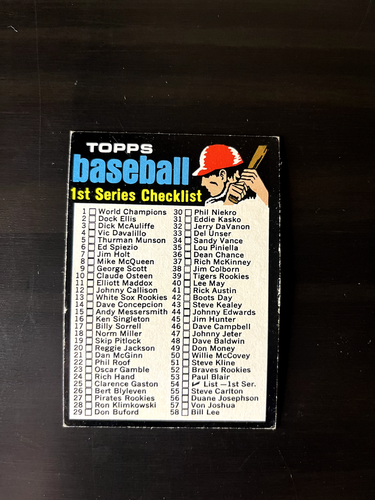 TOPPS
baseball
1st Series Checklist
1 World Champions
2 Dock Ellis
3 Dick McAuliffe
4 Vic Davalillo
5 Thurman Munson
6 Ed Spiezio
7 Jim Holt
8 Mike McQueen
9 George Scott
10 Claude Osteen
11 Elliott Maddox
12 Johnny Callison
13 White Sox Rookies
14 Dave Concepcion
15 Andy Messersmith
16 Ken Singleton
17 Billy Sorrell
18 Norm Miller
19 Skip Pitlock
20 Reggie Jackson
21 Dan McGinn
22 Phil Roof
23 Oscar Gamble
24 Rich Hand
25 Clarence Gaston
26 Bert Blyleven
27 Pirates Rookies
28 Ron Klimkowski
29 Don Buford
30 Phil Niekro
31 Eddie Kasko
32 Jerry DaVanon
33 Del Unser
34 Sandy Vance
35 Lou Piniella
36 Dean Chance
37 Rich McKinney
38 Jim Colborn
39 Tigers Rookies
40 Lee May
41 Rick Austin
42 Boots Day
43 Steve Kealey
44 Johnny Edwards
45 Jim Hunter
46 Dave Campbell
47 Johnny Jeter
48 Dave Baldwin
49 Don Money
50 Willie McCovey
51 Steve Kline
52 Braves Rookies
53 Paul Blair
54 ✓ List—1st Ser.
55 Steve Carlton
56 Duane Josephson
57 Von Joshua
58 Bill Lee